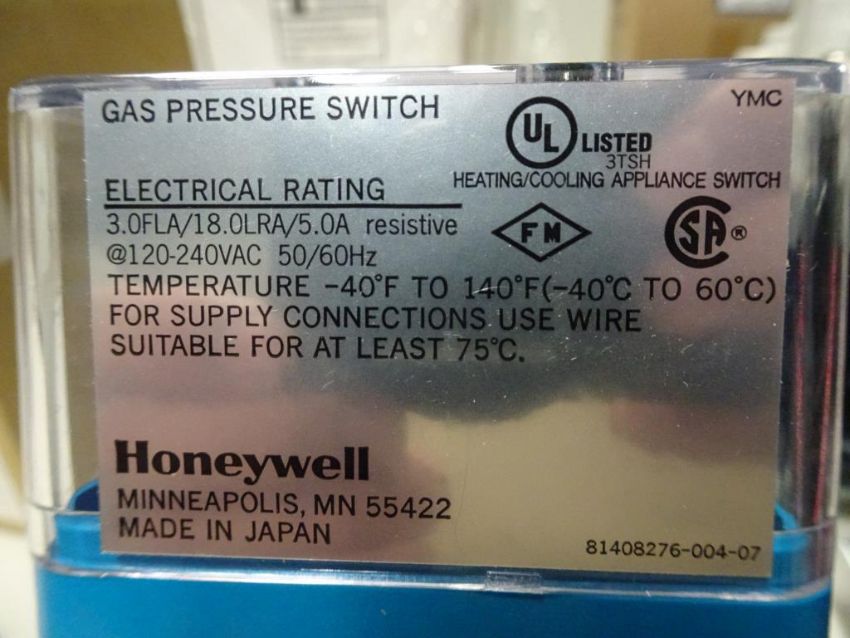 GAS PRESSURE SWITCH
YMC
UL LISTED
3TSH
HEATING/COOLING APPLIANCE SWITCH
ELECTRICAL RATING
3.0FLA/18.0LRA/5.0A resistive
@120-240VAC 50/60Hz
FM
SA®
TEMPERATURE -40°F TO 140°F(-40°C TO 60°C)
FOR SUPPLY CONNECTIONS USE WIRE
SUITABLE FOR AT LEAST 75°C.
Honeywell
MINNEAPOLIS, MN 55422
MADE IN JAPAN
81408276-004-07